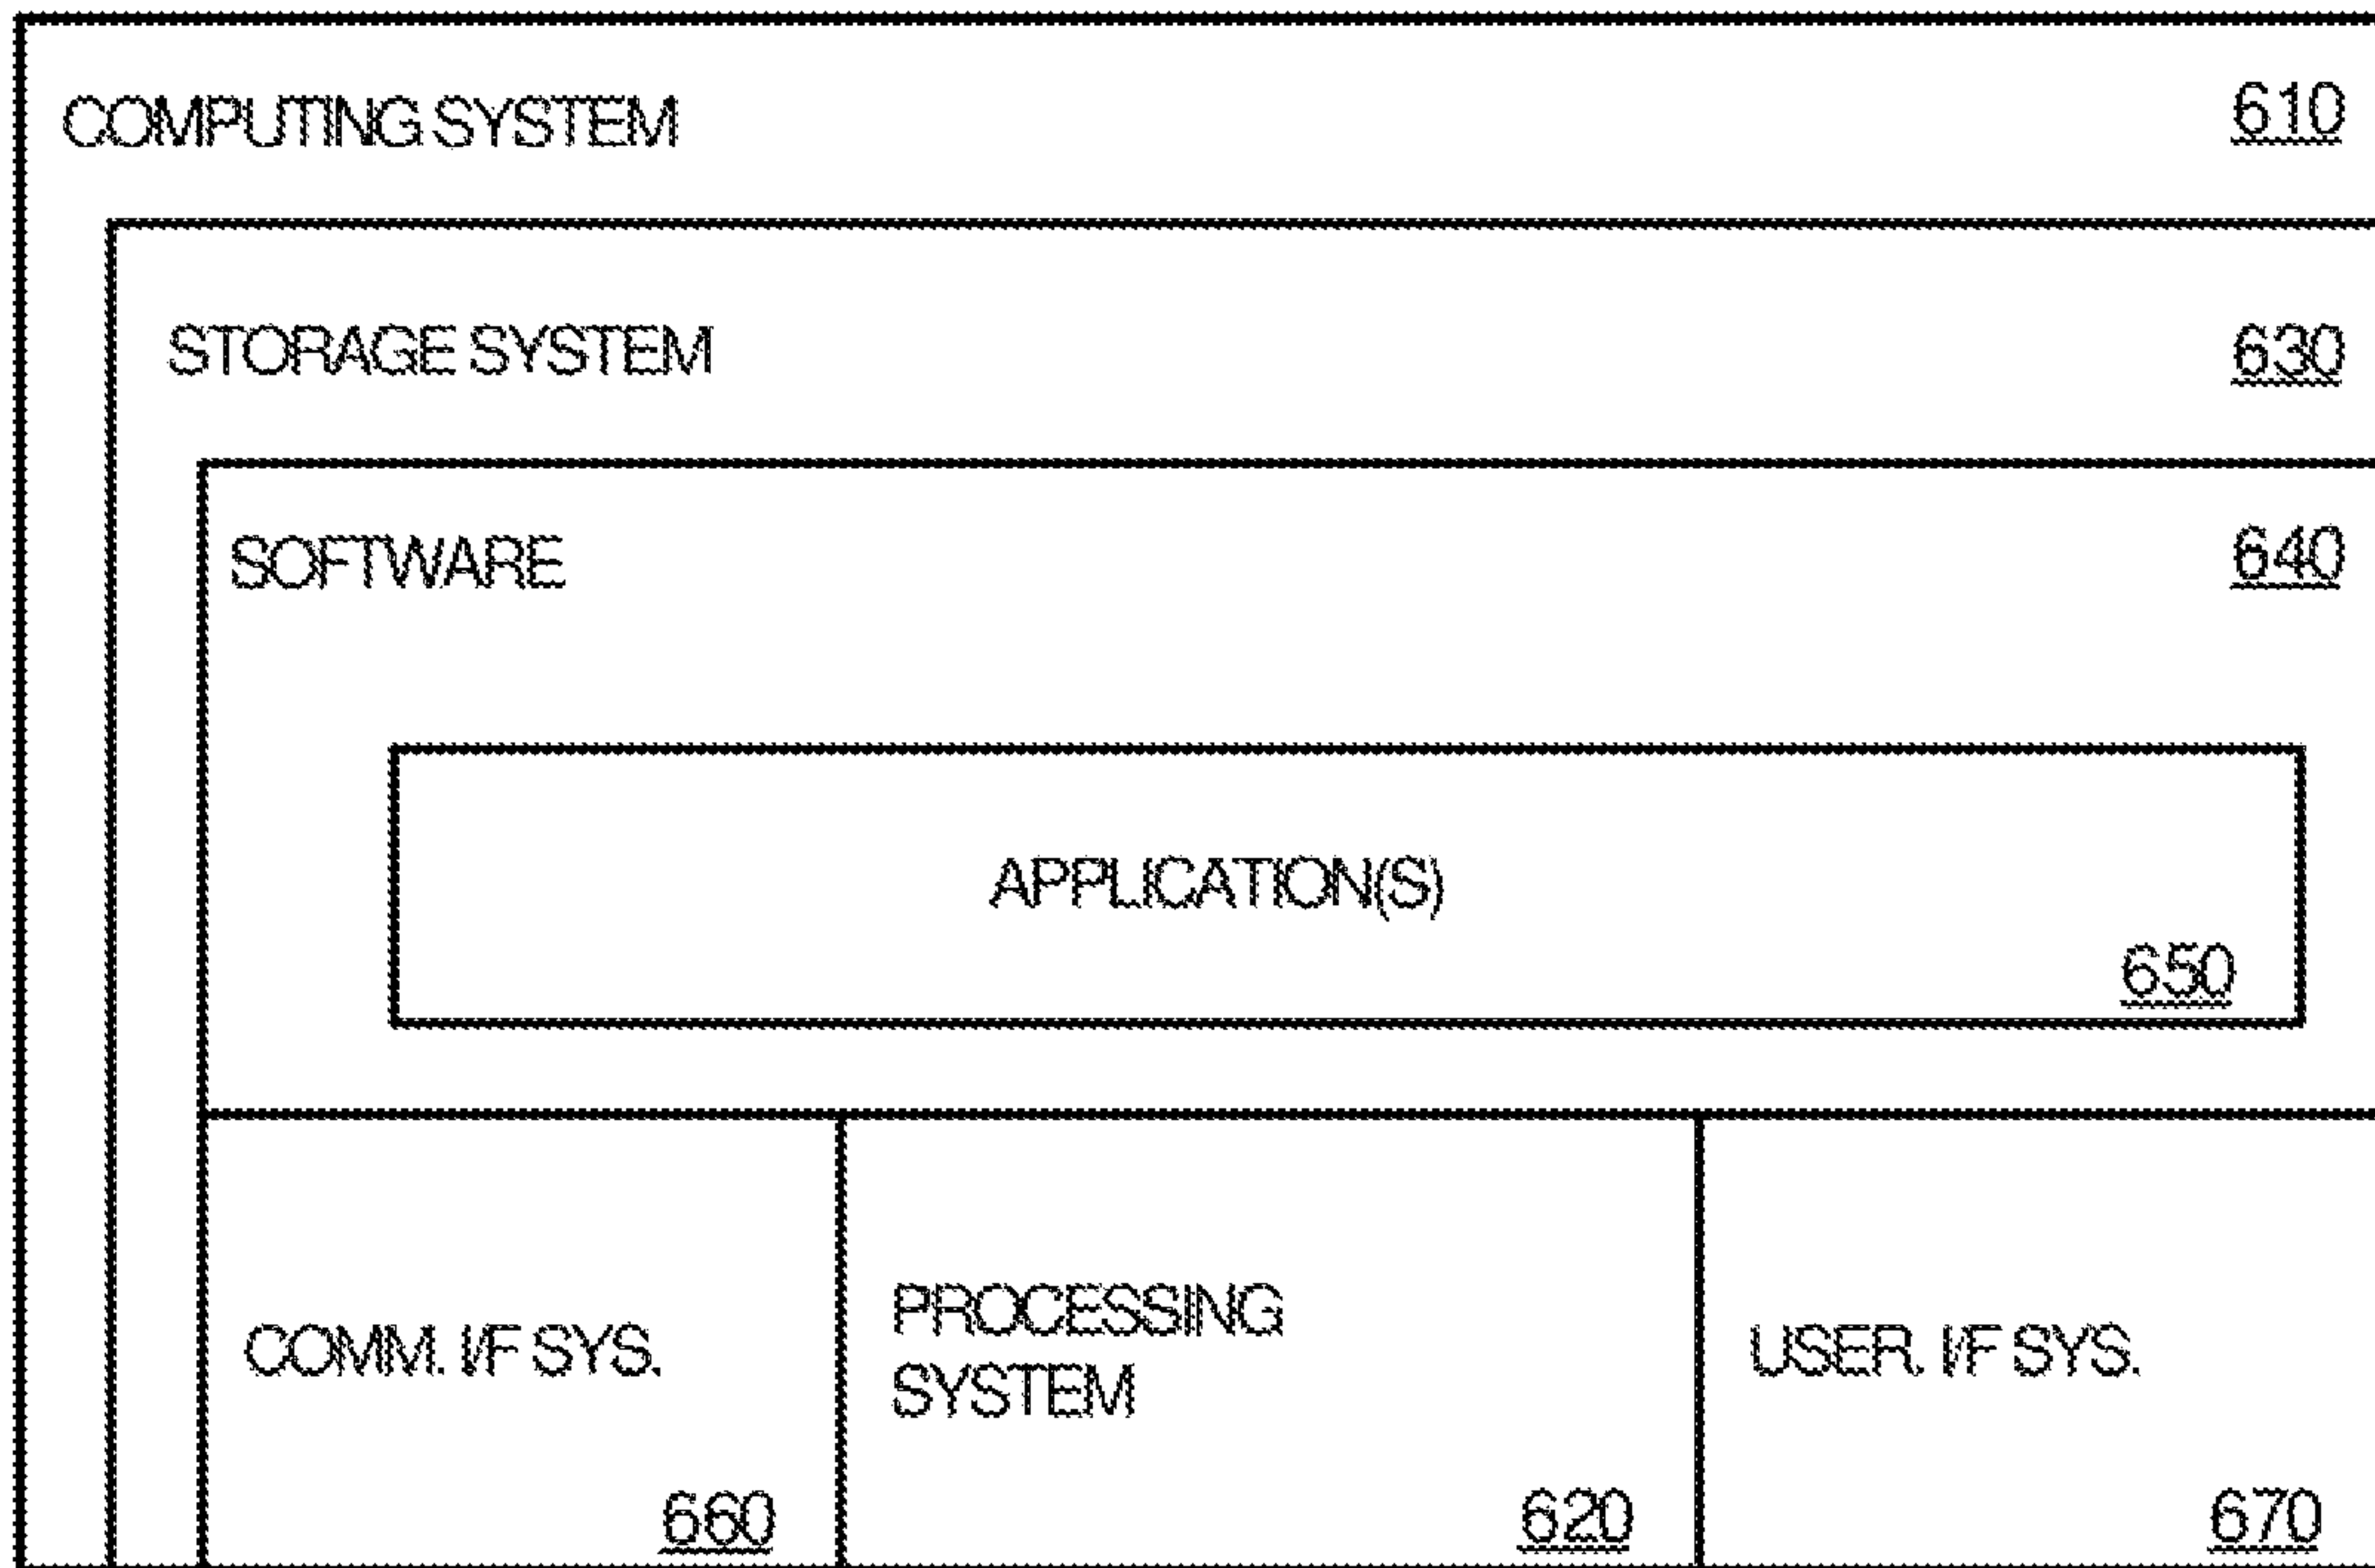 COMPUTING SYSTEM 610
STORAGE SYSTEM 630
SOFTWARE 640
APPLICATION(S)
650
COMM. I/F SYS.
660
PROCESSING
SYSTEM
620
USER. I/F SYS.
670